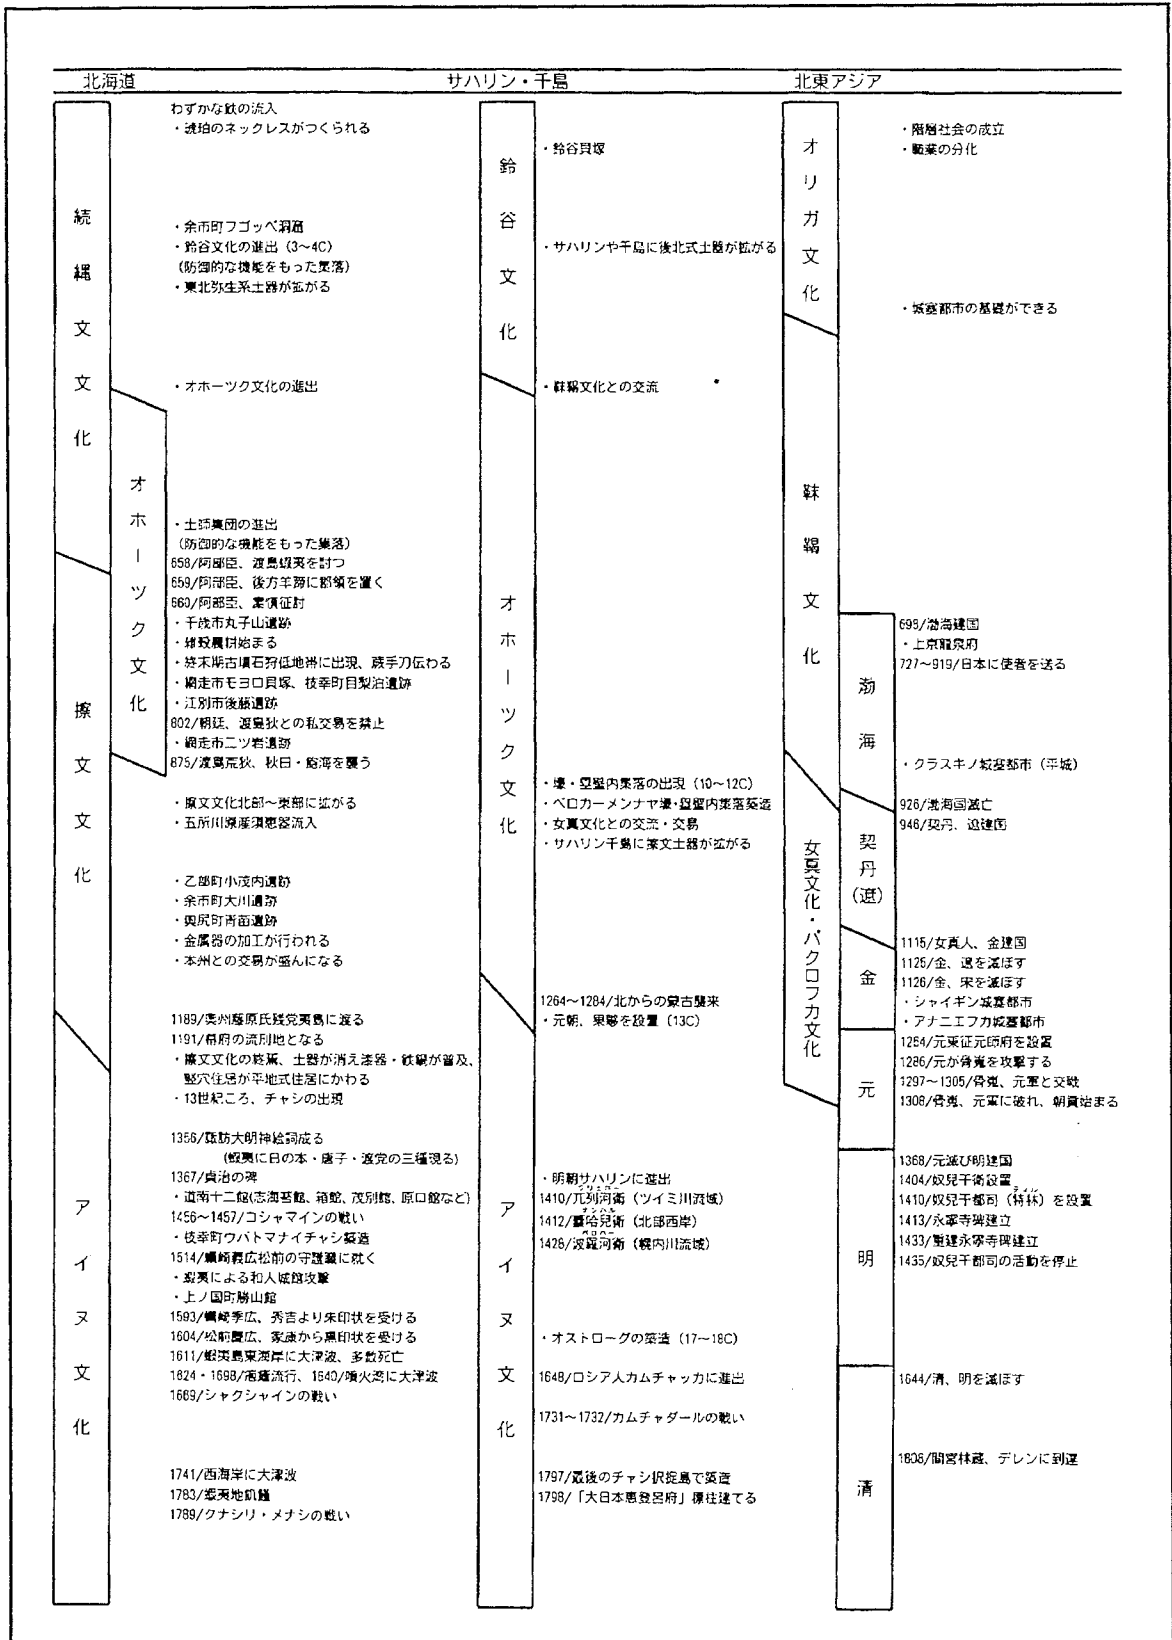 北海道
サハリン・千島
北東アジア
続縄文文化
オホーツク文化
擦文文化
アイヌ文化
わずかな鉄の流入
・琥珀のネックレスがつくられる
・余市町フゴッペ洞窟
・鈴谷文化の進出（3〜4C）
（防御的な機能をもった集落）
・東北弥生系土器が拡がる
・オホーツク文化の進出
・土師集団の進出
（防御的な機能をもった集落）
658/阿部臣、渡島蝦夷を討つ
659/阿部臣、後方羊蹄に郡領を置く
660/阿部臣、粛慎征討
・千歳市丸子山遺跡
・雑穀農耕始まる
・終末期古墳石狩低地帯に出現、蕨手刀伝わる
・網走市モヨロ貝塚、枝幸町目梨泊遺跡
・江別市後藤遺跡
802/朝廷、渡島狄との私交易を禁止
・網走市二ツ岩遺跡
875/渡島荒狄、秋田・飽海を襲う
・擦文文化北部〜東部に拡がる
・五所川原産須恵器流入
・乙部町小茂内遺跡
・余市町大川遺跡
・奥尻町青苗遺跡
・金属器の加工が行われる
・本州との交易が盛んになる
1189/奥州藤原氏残党夷島に渡る
1191/幕府の流刑地となる
・擦文文化の終焉、土器が消え漆器・鉄鍋が普及、
竪穴住居が平地式住居にかわる
・13世紀ころ、チャシの出現
1356/諏訪大明神絵詞成る
（蝦夷に日の本・唐子・渡党の三種現る）
1367/貞治の碑
・道南十二館(志海苔館、箱館、茂別館、原口館など)
1456〜1457/コシャマインの戦い
・枝幸町ウバトマナイチャシ築造
1514/蠣崎義広松前の守護職に就く
・蝦夷による和人城館攻撃
・上ノ国町勝山館
1593/蠣崎季広、秀吉より朱印状を受ける
1604/松前慶広、家康から黒印状を受ける
1611/蝦夷島東海岸に大津波、多数死亡
1624・1698/疱瘡流行、1640/噴火湾に大津波
1669/シャクシャインの戦い
1741/西海岸に大津波
1783/蝦夷地飢饉
1789/クナシリ・メナシの戦い
鈴谷文化
オホーツク文化
アイヌ文化
・鈴谷貝塚
・サハリンや千島に後北式土器が拡がる
・靺鞨文化との交流
・壕・塁壁内集落の出現（10〜12C）
・ベロカーメンナヤ壕・塁壁内集落築造
・女真文化との交流・交易
・サハリン千島に擦文土器が拡がる
1264〜1284/北からの蒙古襲来
・元朝、果夥を設置（13C）
・明朝サハリンに進出
1410/兀列河衛（ツイミ川流域）
1412/囊哈児衛（北部西岸）
1428/波羅河衛（幌内川流域）
・オストローグの築造（17〜18C）
1648/ロシア人カムチャッカに進出
1731〜1732/カムチャダールの戦い
1797/最後のチャシ択捉島で築造
1798/「大日本恵登呂府」標柱建てる
オリガ文化
靺鞨文化
女真文化・パクロフカ文化
渤海
契丹（遼）
金
元
明
清
・階層社会の成立
・職業の分化
・城塞都市の基礎ができる
699/渤海建国
・上京龍泉府
727〜919/日本に使者を送る
・クラスキノ城塞都市（平城）
926/渤海国滅亡
946/契丹、遼建国
1115/女真人、金建国
1125/金、遼を滅ぼす
1126/金、宋を滅ぼす
・シャイギン城塞都市
・アナニエフカ城塞都市
1264/元東征元帥府を設置
1286/元が骨嵬を攻撃する
1297〜1305/骨嵬、元軍と交戦
1308/骨嵬、元軍に破れ、朝貢始まる
1368/元滅び明建国
1404/奴児干衛設置
1410/奴児干都司（特林）を設置
1413/永寧寺碑建立
1433/重建永寧寺碑建立
1435/奴児干都司の活動を停止
1644/清、明を滅ぼす
1808/間宮林蔵、デレンに到達